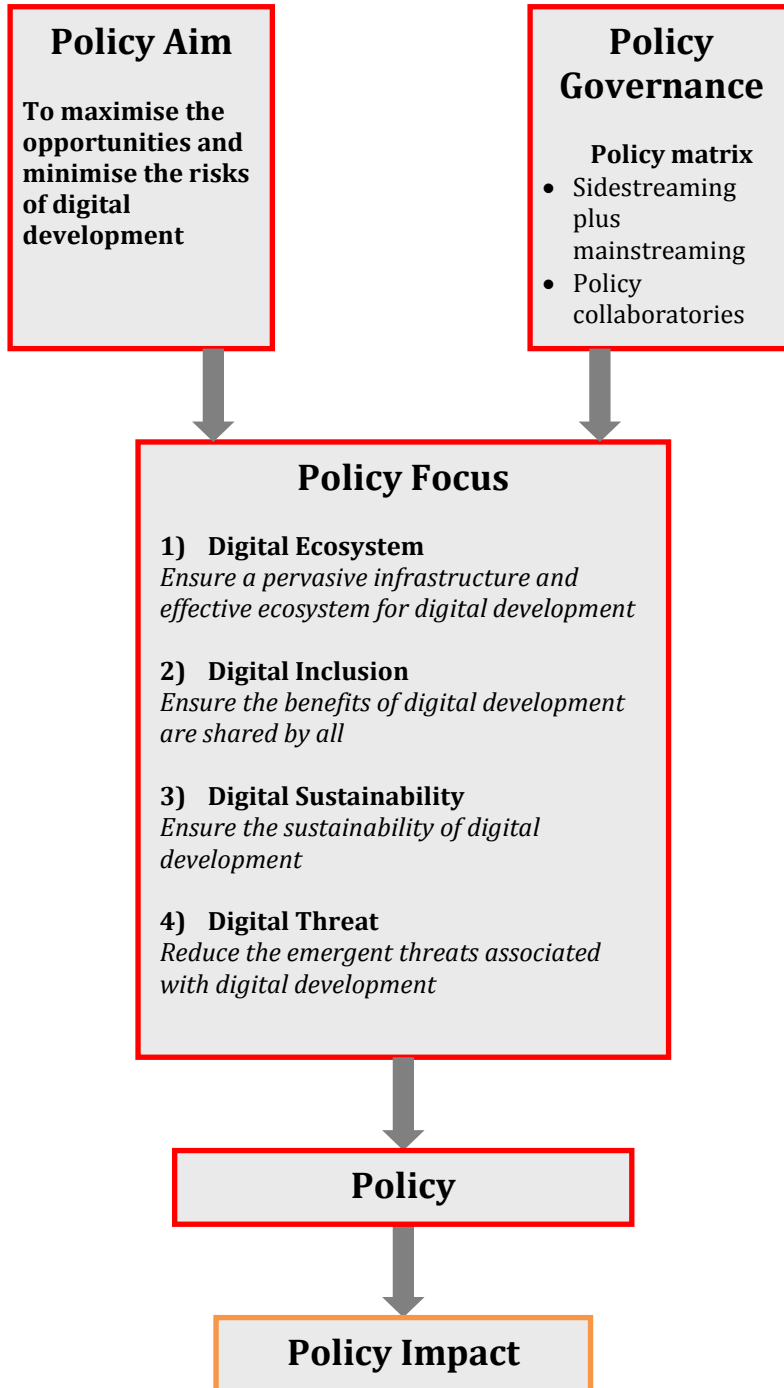 Policy Aim
To maximise the
opportunities and
minimise the risks
of digital
development
Policy
Governance
Policy matrix
• Sidestreaming
plus
mainstreaming
• Policy
collaboratories
Policy Focus
1) Digital Ecosystem
Ensure a pervasive infrastructure and
effective ecosystem for digital development
2) Digital Inclusion
Ensure the benefits of digital development
are shared by all
3) Digital Sustainability
Ensure the sustainability of digital
development
4) Digital Threat
Reduce the emergent threats associated
with digital development
Policy
Policy Impact